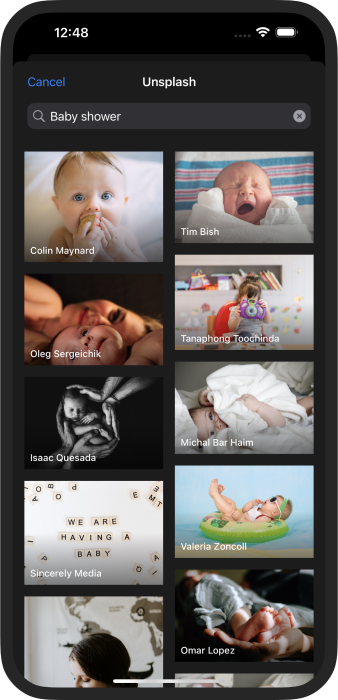 12:48
Cancel
Unsplash
Baby shower
Colin Maynard
Tim Bish
Oleg Sergeichik
Tanaphong Toochinda
Isaac Quesada
Michal Bar Haim
WE ARE
HAVING A
BABY
Sincerely Media
Valeria Zoncoll
Omar Lopez